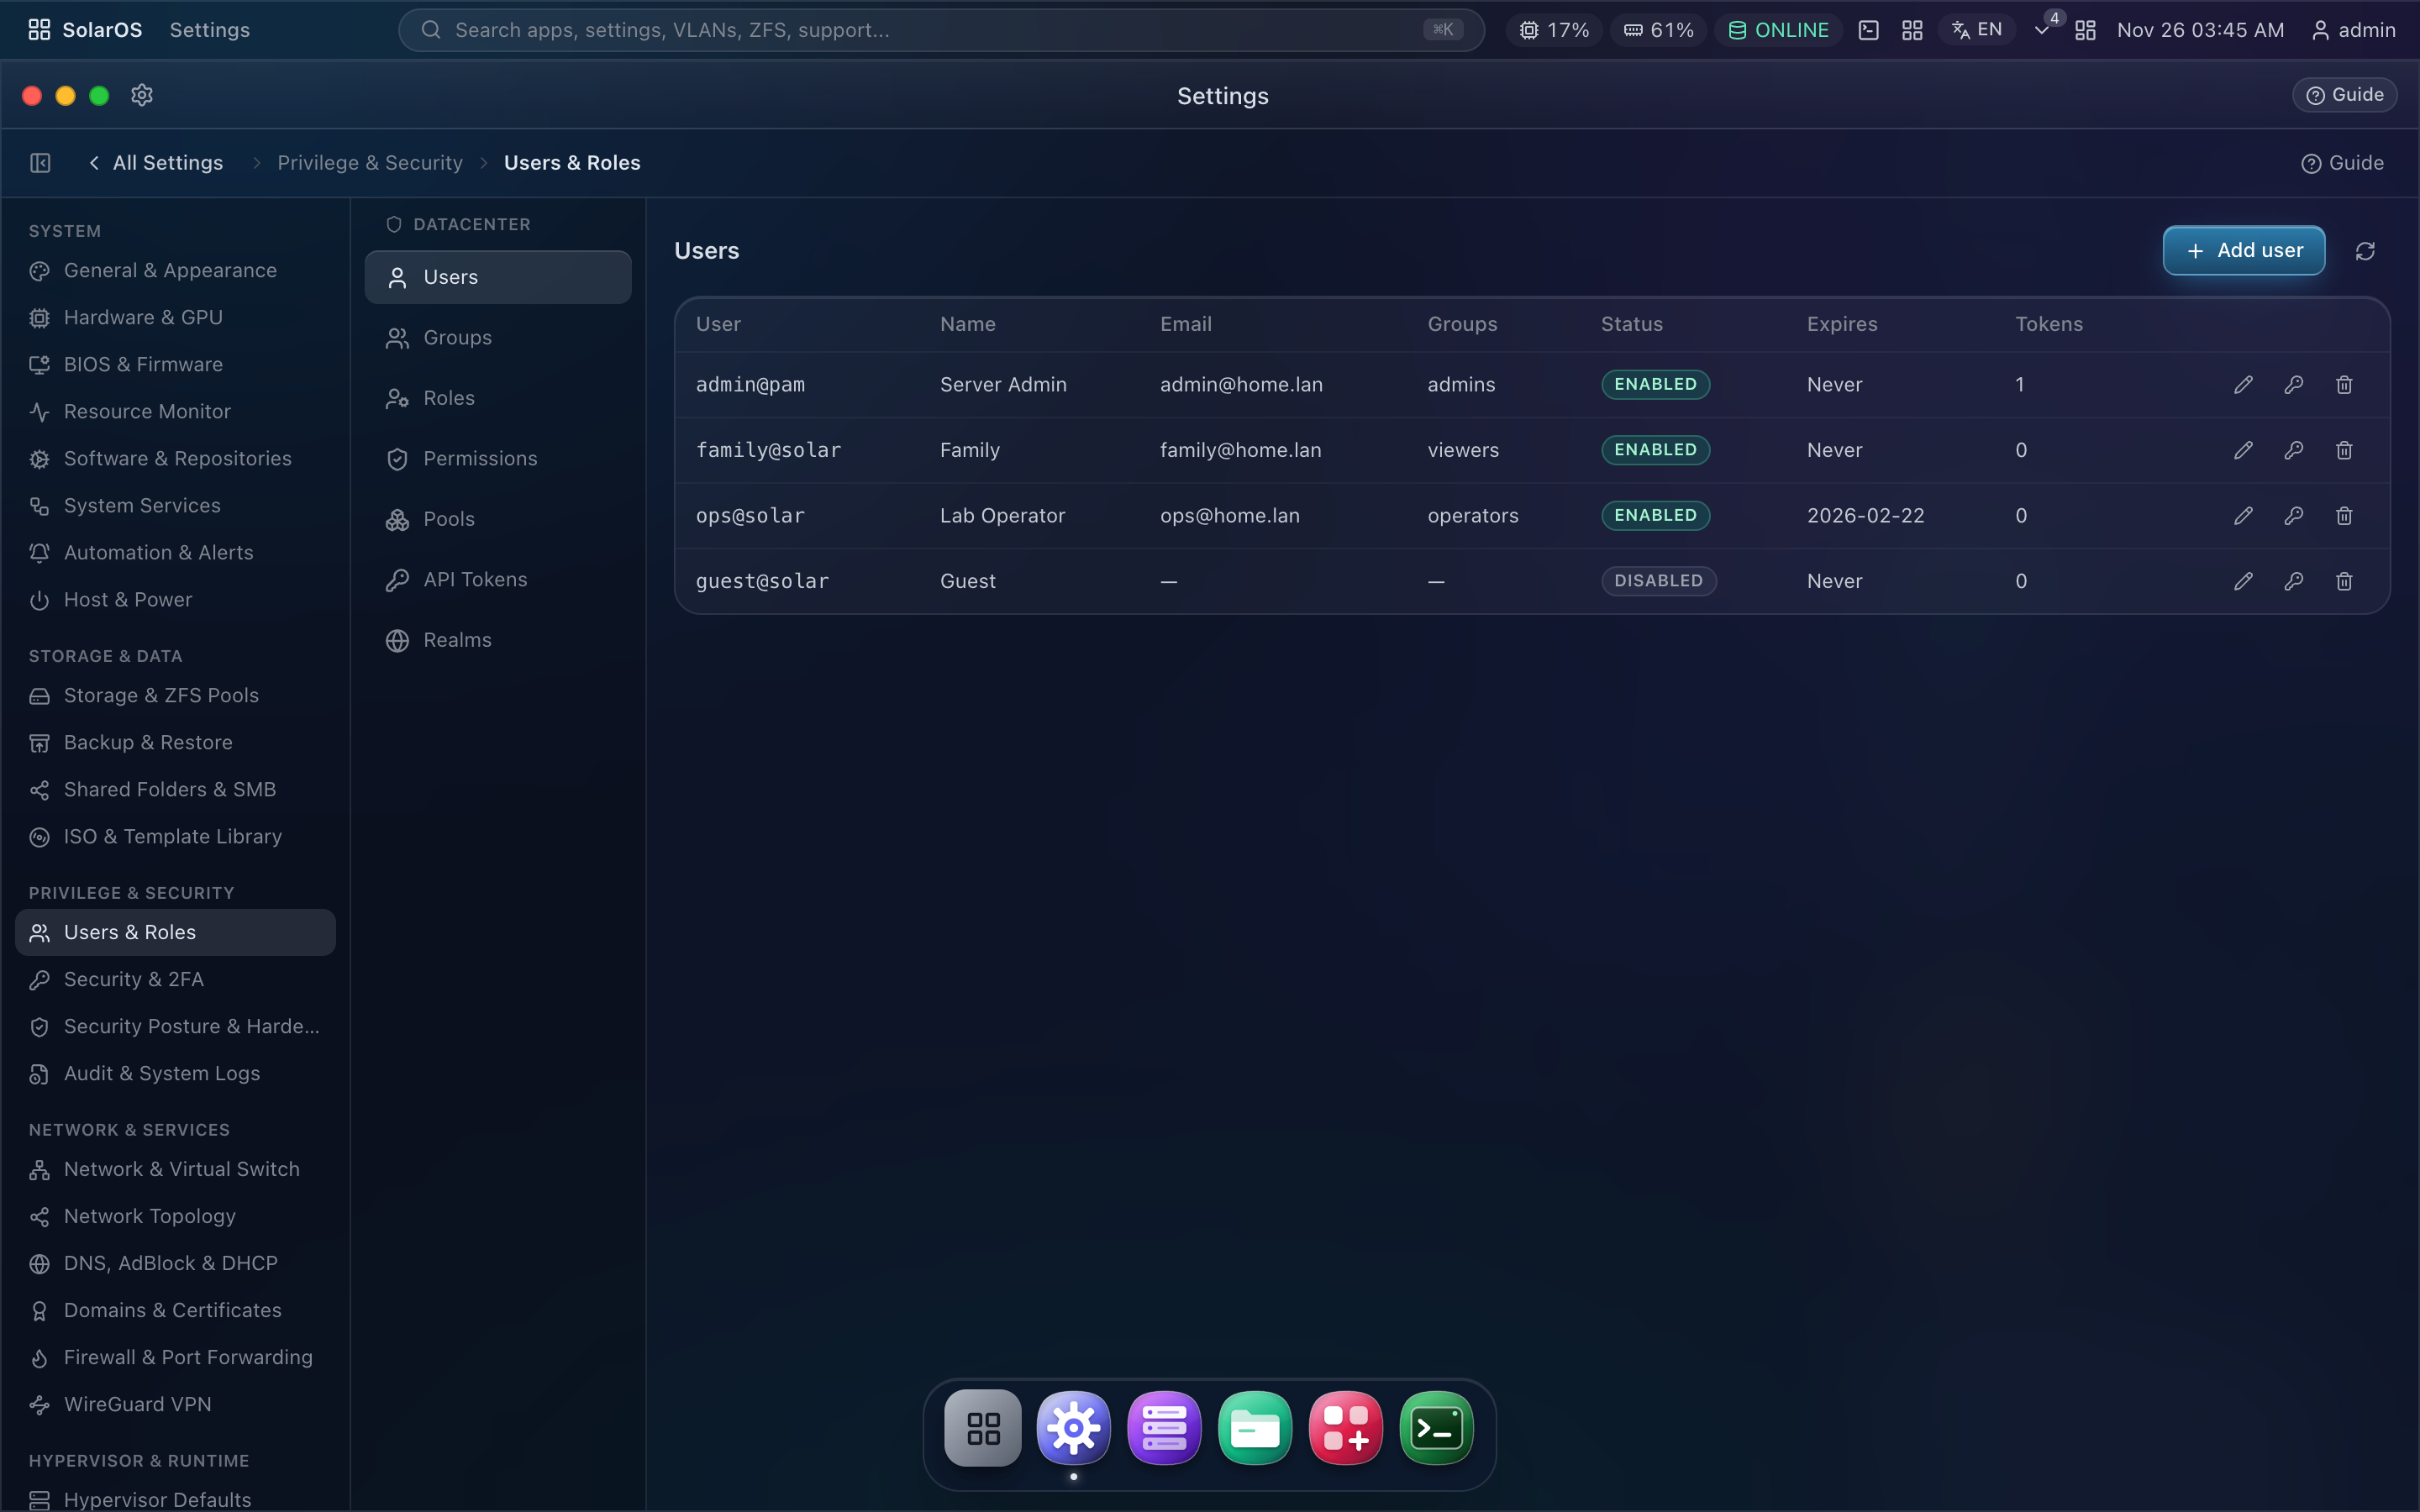 SolarOS Settings Search apps, settings, VLANs, ZFS, support... ⌘K 17% 61% ONLINE EN 4 Nov 26 03:45 AM admin
Settings Guide
All Settings Privilege & Security Users & Roles Guide
SYSTEM
General & Appearance
Hardware & GPU
BIOS & Firmware
Resource Monitor
Software & Repositories
System Services
Automation & Alerts
Host & Power
STORAGE & DATA
Storage & ZFS Pools
Backup & Restore
Shared Folders & SMB
ISO & Template Library
PRIVILEGE & SECURITY
Users & Roles
Security & 2FA
Security Posture & Harde...
Audit & System Logs
NETWORK & SERVICES
Network & Virtual Switch
Network Topology
DNS, AdBlock & DHCP
Domains & Certificates
Firewall & Port Forwarding
WireGuard VPN
HYPERVISOR & RUNTIME
Hypervisor Defaults
DATACENTER
Users
Groups
Roles
Permissions
Pools
API Tokens
Realms
Users Add user
User Name Email Groups Status Expires Tokens
admin@pam Server Admin admin@home.lan admins ENABLED Never 1
family@solar Family family@home.lan viewers ENABLED Never 0
ops@solar Lab Operator ops@home.lan operators ENABLED 2026-02-22 0
guest@solar Guest — — DISABLED Never 0